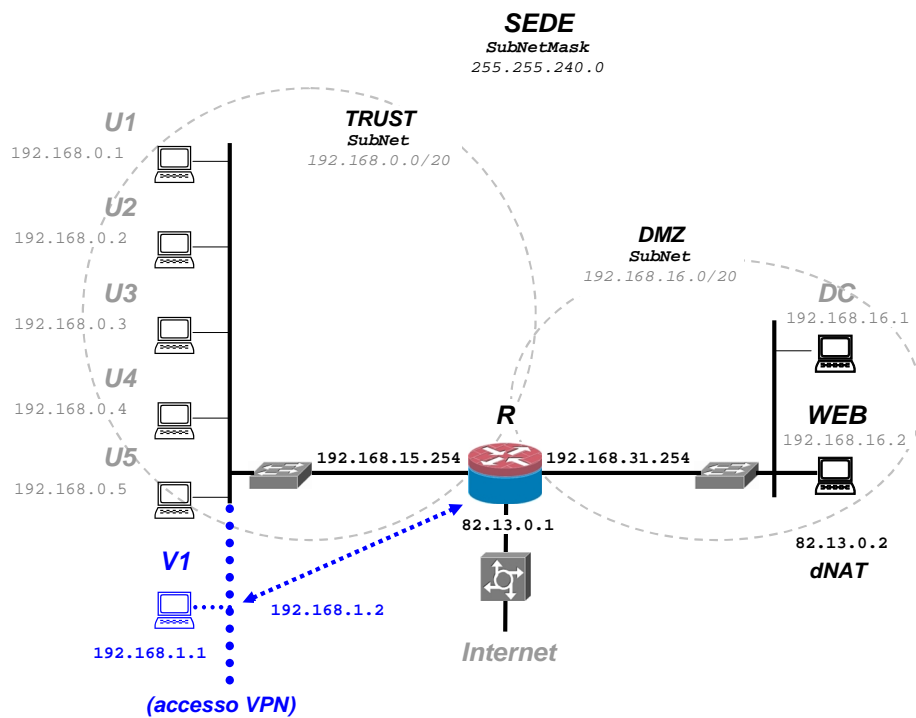 SEDE
SubNetMask
255.255.240.0
TRUST
SubNet
192.168.0.0/20
U1
192.168.0.1
U2
192.168.0.2
U3
192.168.0.3
U4
192.168.0.4
U5
192.168.0.5
DMZ
SubNet
192.168.16.0/20
DC
192.168.16.1
WEB
192.168.16.2
R
192.168.15.254
192.168.31.254
82.13.0.1
82.13.0.2
dNAT
V1
192.168.1.2
192.168.1.1
Internet
(accesso VPN)